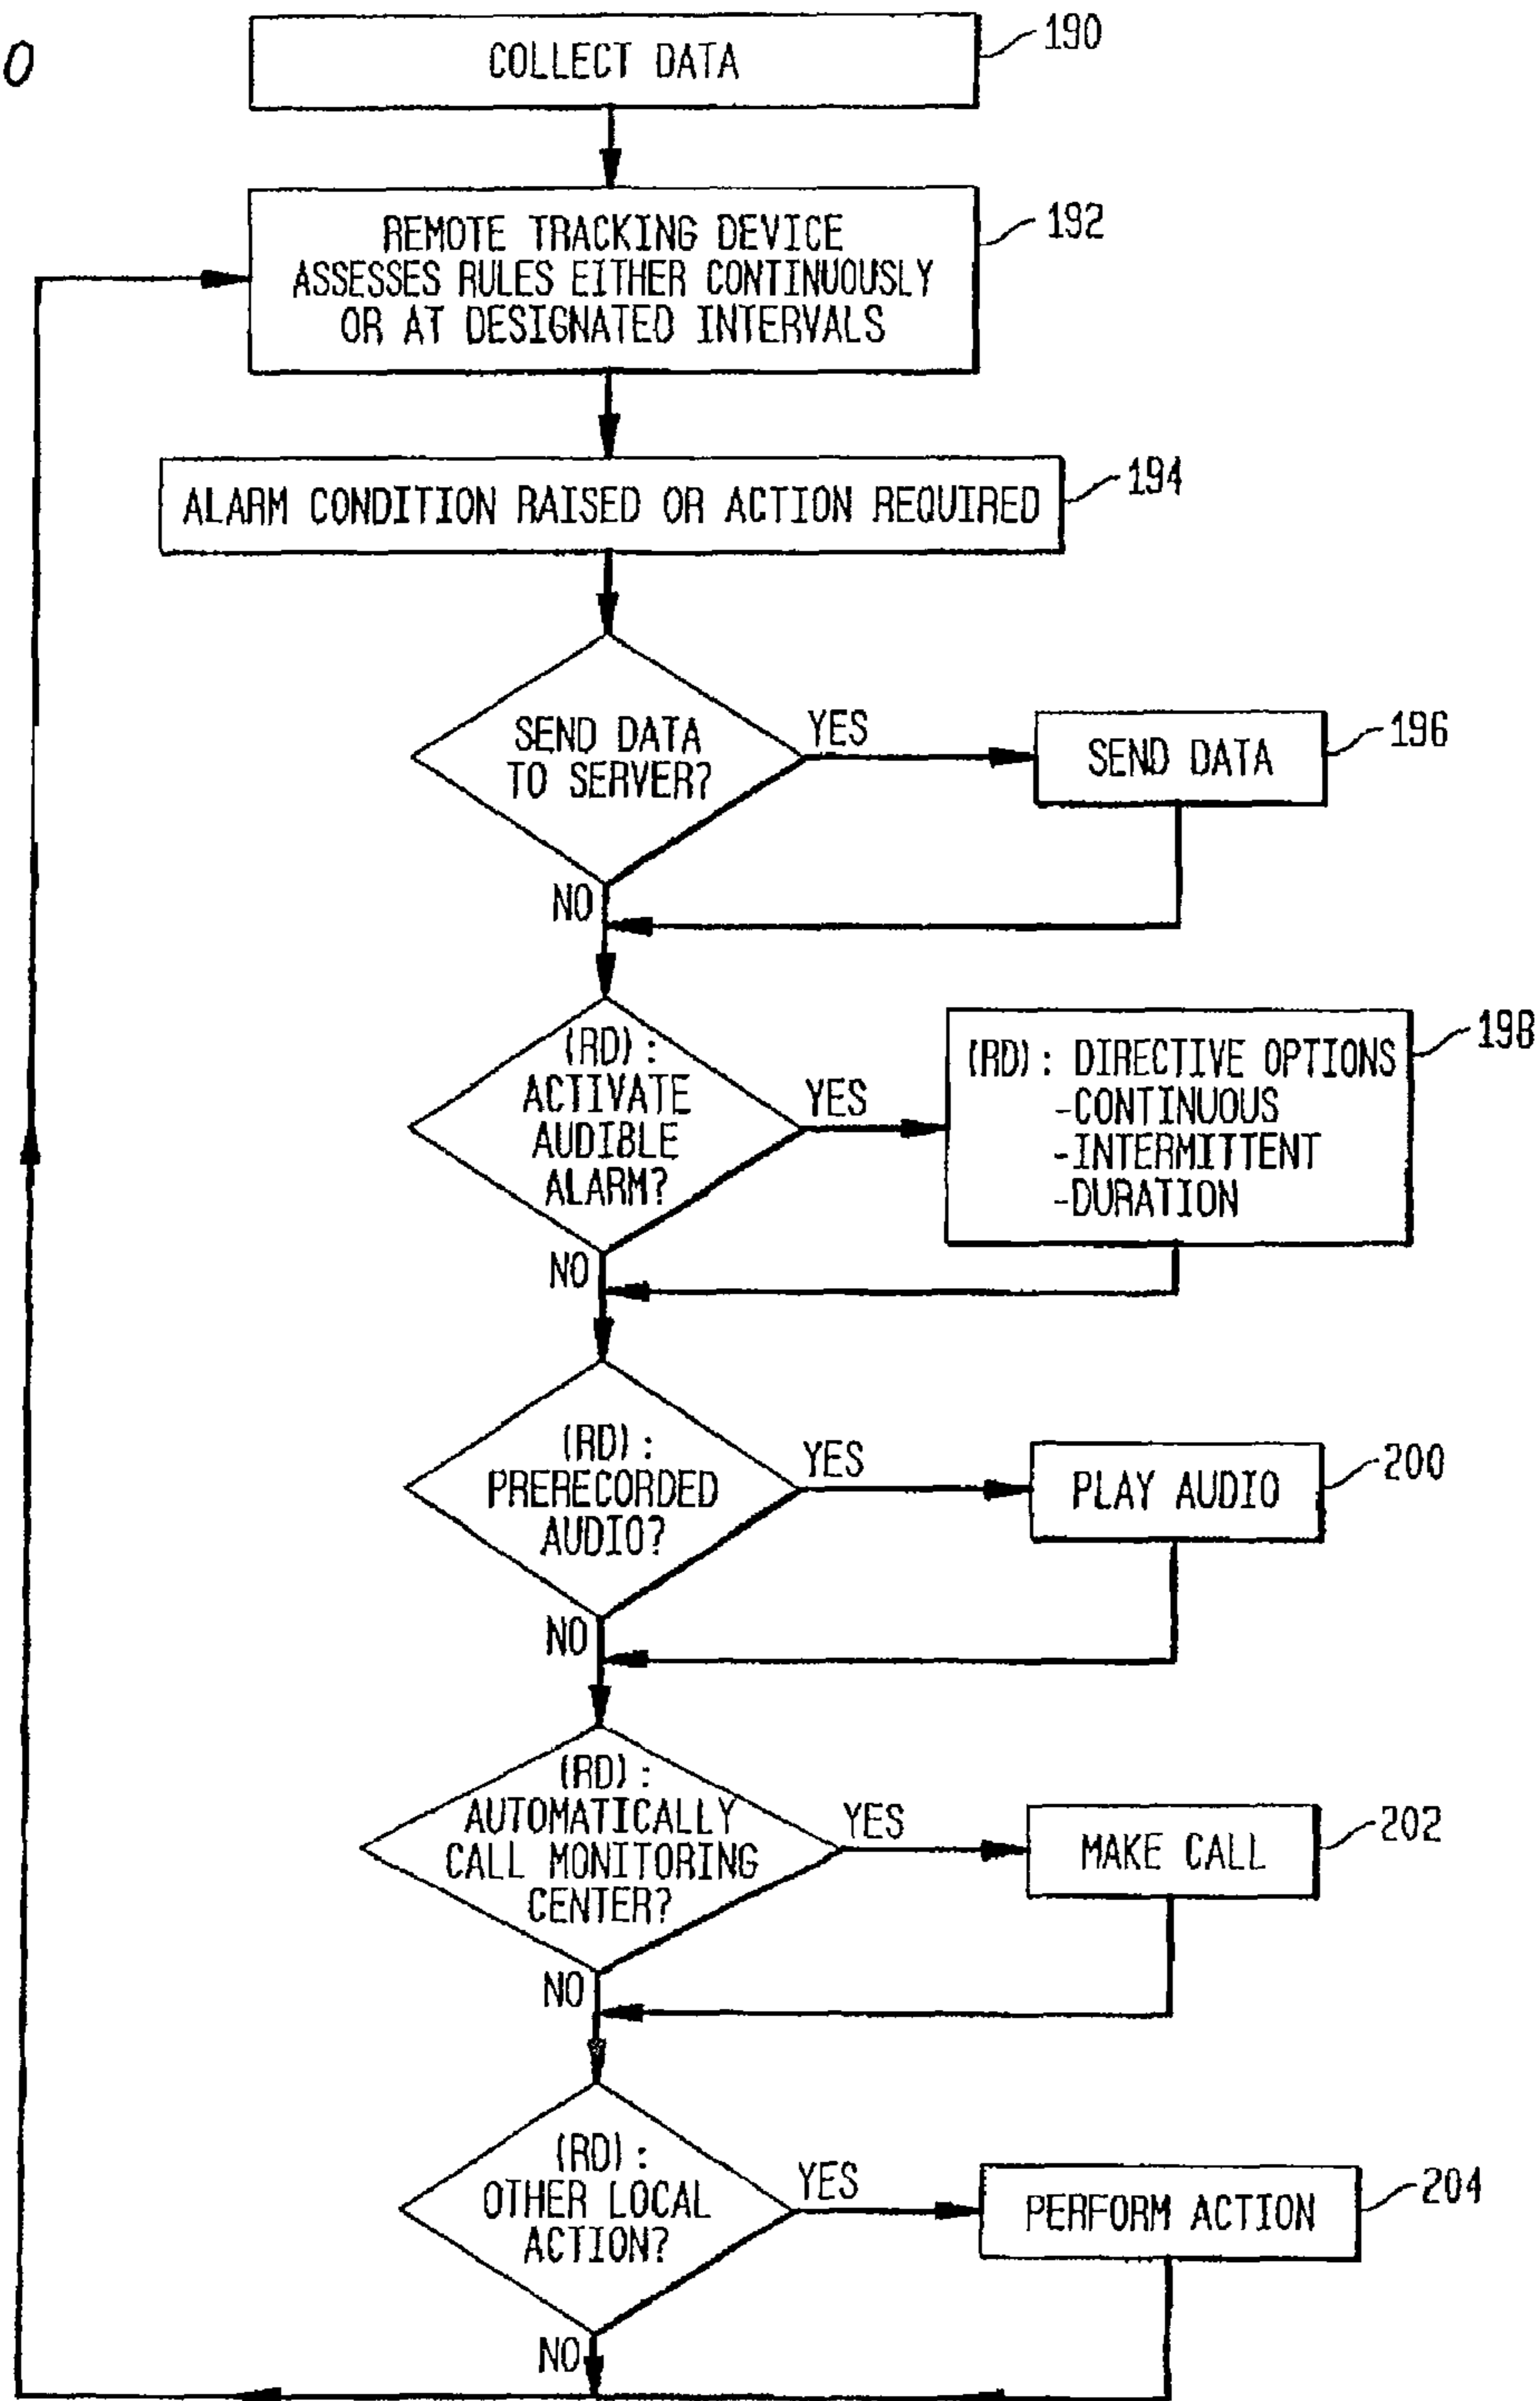 0
COLLECT DATA
190
REMOTE TRACKING DEVICE
ASSESSES RULES EITHER CONTINUOUSLY
OR AT DESIGNATED INTERVALS
192
ALARM CONDITION RAISED OR ACTION REQUIRED
194
SEND DATA
TO SERVER?
YES
SEND DATA
196
NO
(RD):
ACTIVATE
AUDIBLE
ALARM?
YES
(RD): DIRECTIVE OPTIONS
-CONTINUOUS
-INTERMITTENT
-DURATION
198
NO
(RD):
PRERECORDED
AUDIO?
YES
PLAY AUDIO
200
NO
(RD):
AUTOMATICALLY
CALL MONITORING
CENTER?
YES
MAKE CALL
202
NO
(RD):
OTHER LOCAL
ACTION?
YES
PERFORM ACTION
204
NO